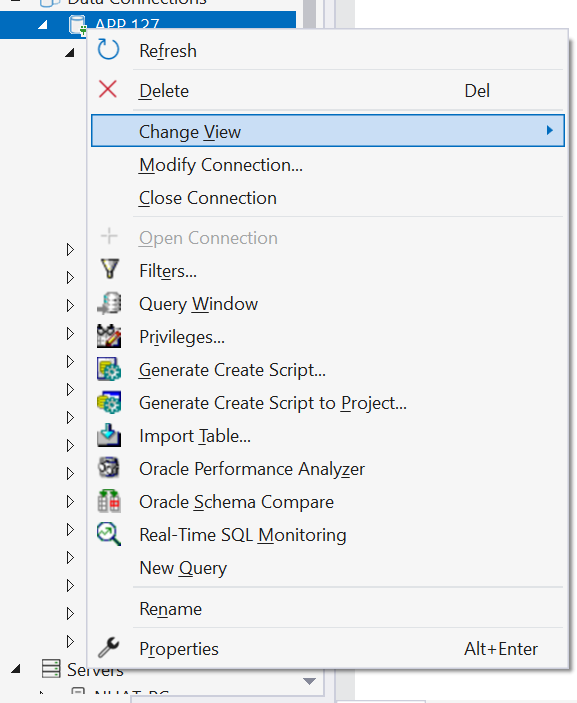 Data Connections
APP 127
Refresh
Delete Del
Change View
Modify Connection...
Close Connection
Open Connection
Filters...
Query Window
Privileges...
Generate Create Script...
Generate Create Script to Project...
Import Table...
Oracle Performance Analyzer
Oracle Schema Compare
Real-Time SQL Monitoring
New Query
Rename
Properties Alt+Enter
Servers
NHAT-PC